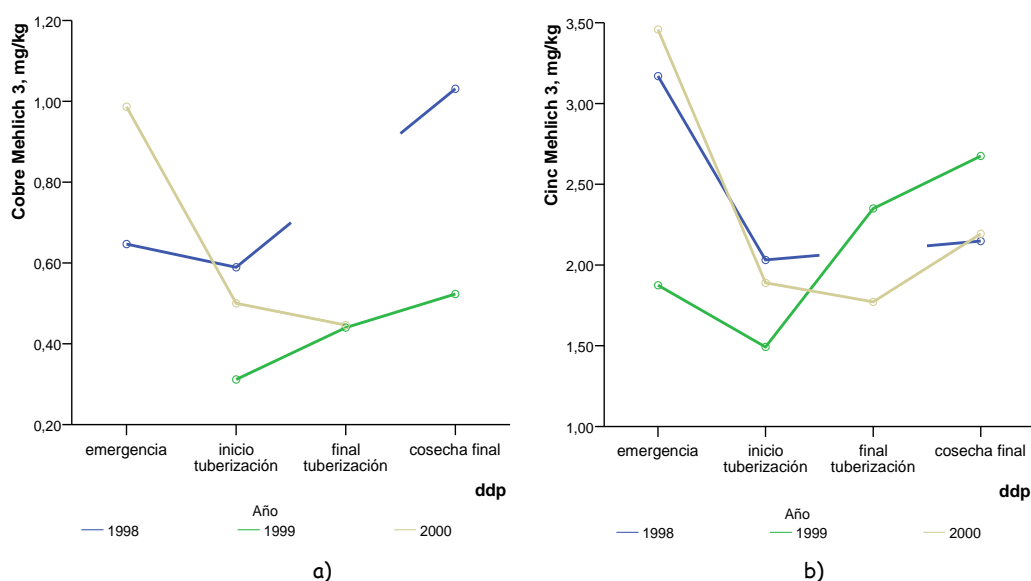 Cobre Mehlich 3, mg/kg
1,20
1,00
0,80
0,60
0,40
0,20
emergencia
inicio
tuberización
final
tuberización
cosecha final
ddp
Año
1998
1999
2000
a)
Cinc Mehlich 3, mg/kg
3,50
3,00
2,50
2,00
1,50
1,00
emergencia
inicio
tuberización
final
tuberización
cosecha final
ddp
Año
1998
1999
2000
b)